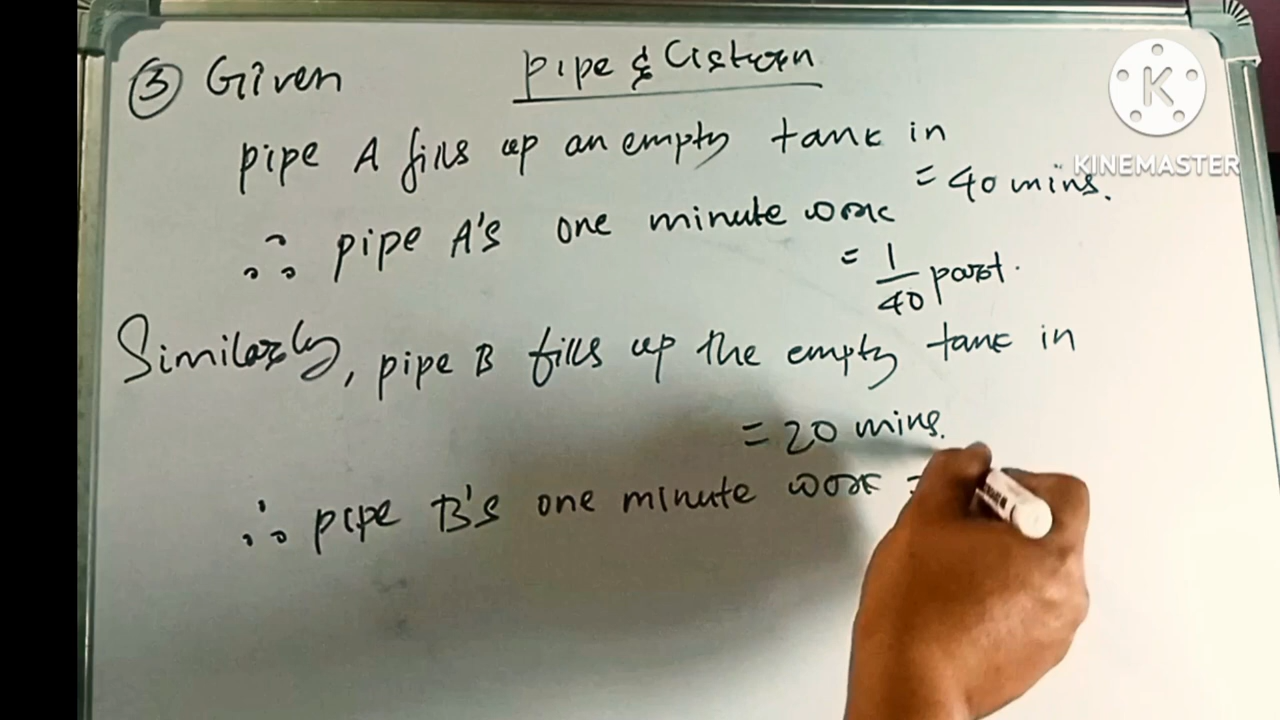 ③ Given
Pipe & Cistern
K
KINEMASTER
pipe A fills up an empty tank in
= 40 mins.
∴ pipe A's one minute work
= 1/40 part.
Similarly, pipe B fills up the empty tank in
= 20 mins.
∴ pipe B's one minute work =